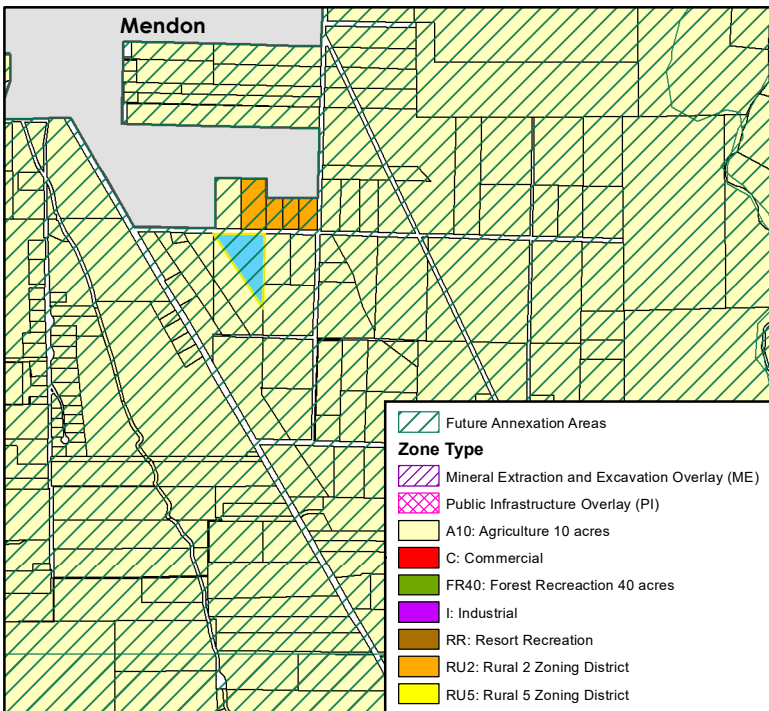 Mendon
Future Annexation Areas
Zone Type
Mineral Extraction and Excavation Overlay (ME)
Public Infrastructure Overlay (PI)
A10: Agriculture 10 acres
C: Commercial
FR40: Forest Recreaction 40 acres
I: Industrial
RR: Resort Recreation
RU2: Rural 2 Zoning District
RU5: Rural 5 Zoning District